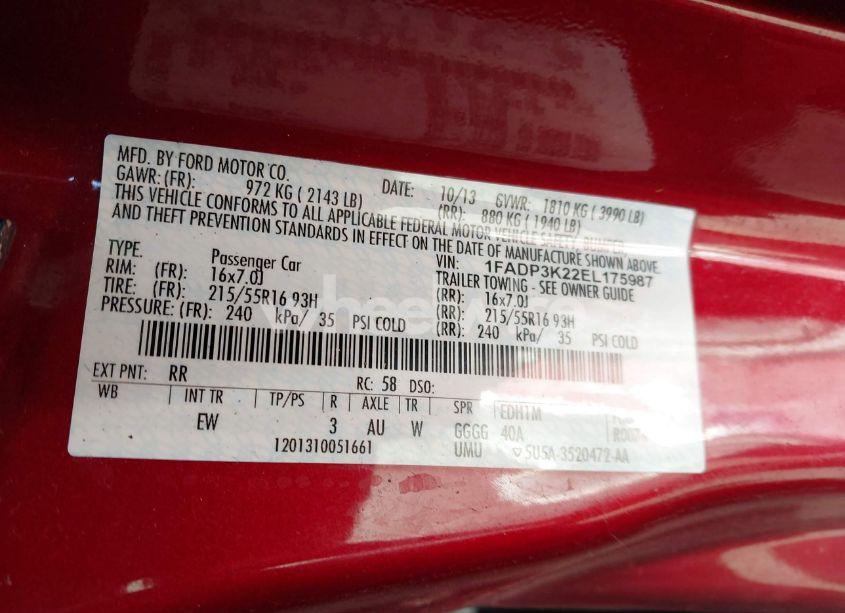 MFD. BY FORD MOTOR CO.
DATE: 10/13 GVWR: 1810 KG ( 3990 LB)
GAWR: (FR): 972 KG ( 2143 LB) (RR): 880 KG ( 1940 LB)
THIS VEHICLE CONFORMS TO ALL APPLICABLE FEDERAL MOTOR VEHICLE SAFETY, BUMPER
AND THEFT PREVENTION STANDARDS IN EFFECT ON THE DATE OF MANUFACTURE SHOWN ABOVE.
VIN: 1FADP3K22EL175987
TYPE: Passenger Car TRAILER TOWING - SEE OWNER GUIDE
RIM: (FR): 16x7.0J (RR): 16x7.0J
TIRE: (FR): 215/55R16 93H (RR): 215/55R16 93H
PRESSURE: (FR): 240 kPa/ 35 PSI COLD (RR): 240 kPa/ 35 PSI COLD
EXT PNT: RR RC: 58 DSO:
WB INT TR TP/PS R AXLE TR SPR EDH1M
EW 3 AU W GGGG 40A
1201310051661 UMU 5U5A-3520472-AA